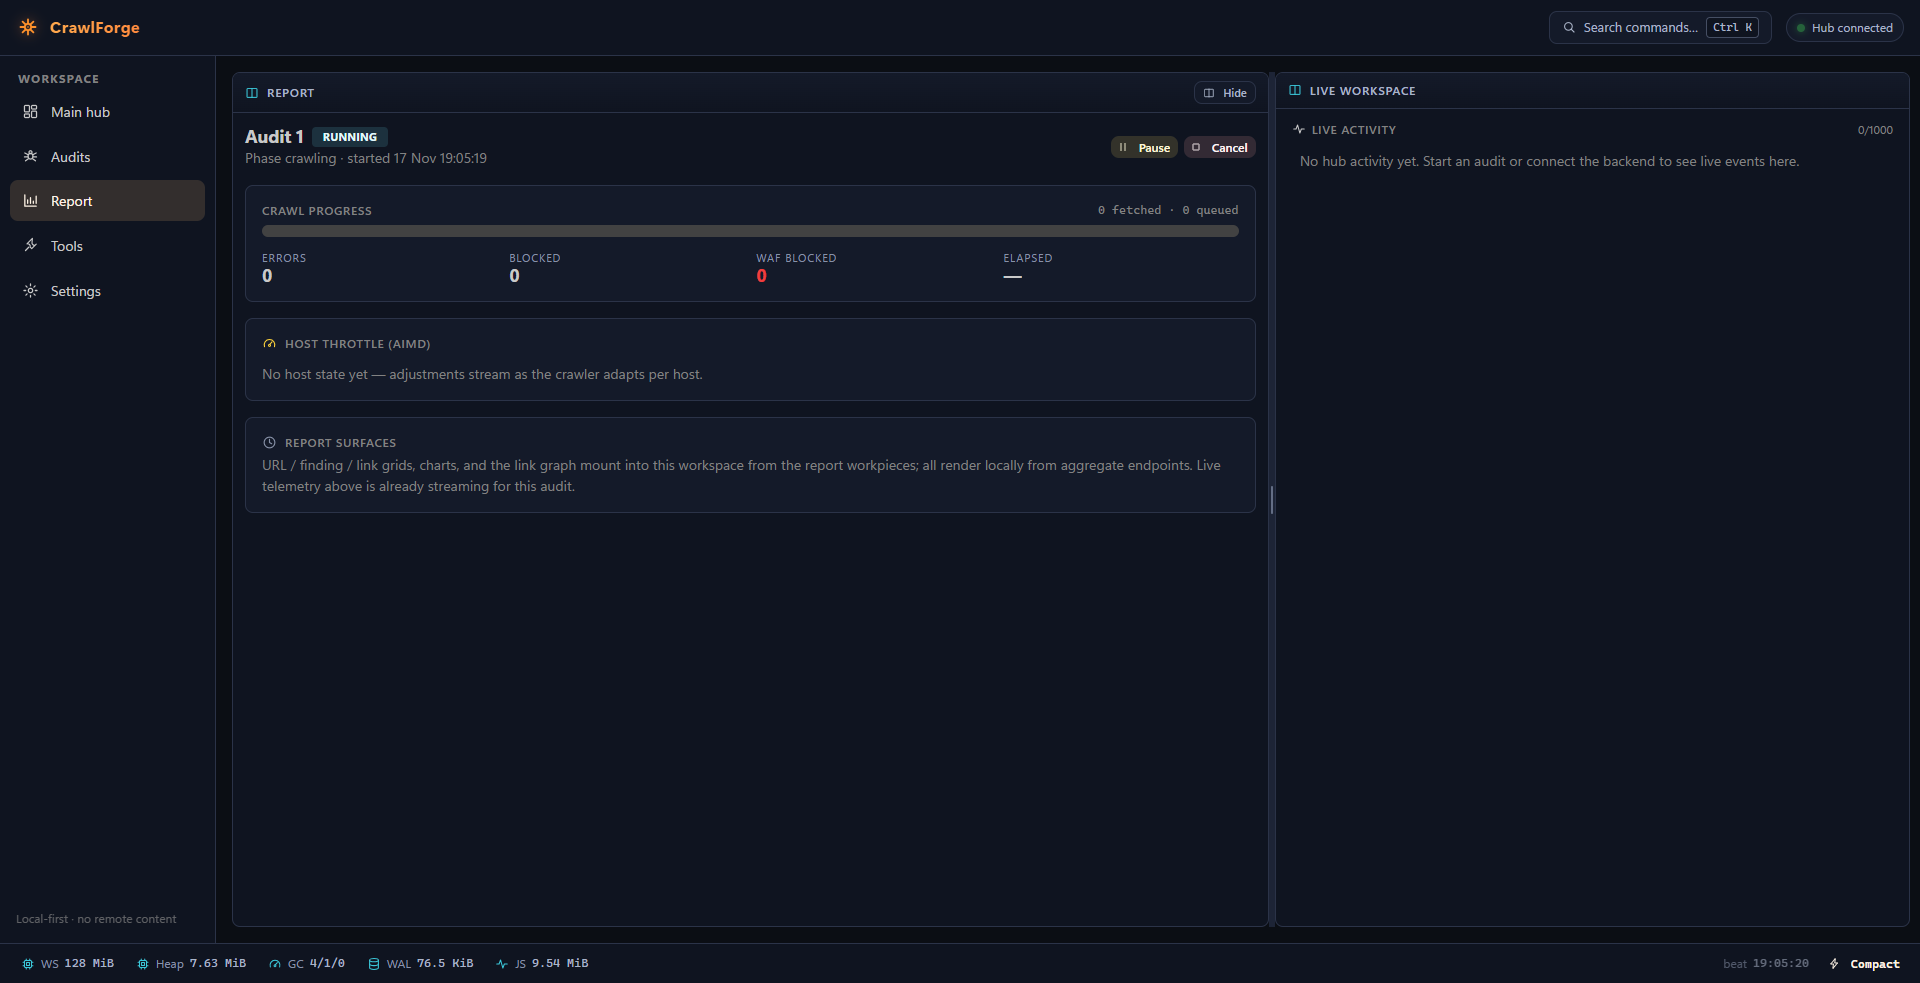 CrawlForge
Search commands... Ctrl K
Hub connected
WORKSPACE
Main hub
Audits
Report
Tools
Settings
Local-first · no remote content
REPORT
Hide
Audit 1 RUNNING
Phase crawling · started 17 Nov 19:05:19
Pause
Cancel
CRAWL PROGRESS
0 fetched · 0 queued
ERRORS
0
BLOCKED
0
WAF BLOCKED
0
ELAPSED
—
HOST THROTTLE (AIMD)
No host state yet — adjustments stream as the crawler adapts per host.
REPORT SURFACES
URL / finding / link grids, charts, and the link graph mount into this workspace from the report workpieces; all render locally from aggregate endpoints. Live
telemetry above is already streaming for this audit.
LIVE WORKSPACE
LIVE ACTIVITY
0/1000
No hub activity yet. Start an audit or connect the backend to see live events here.
WS 128 MiB
Heap 7.63 MiB
GC 4/1/0
WAL 76.5 KiB
JS 9.54 MiB
beat 19:05:20
Compact